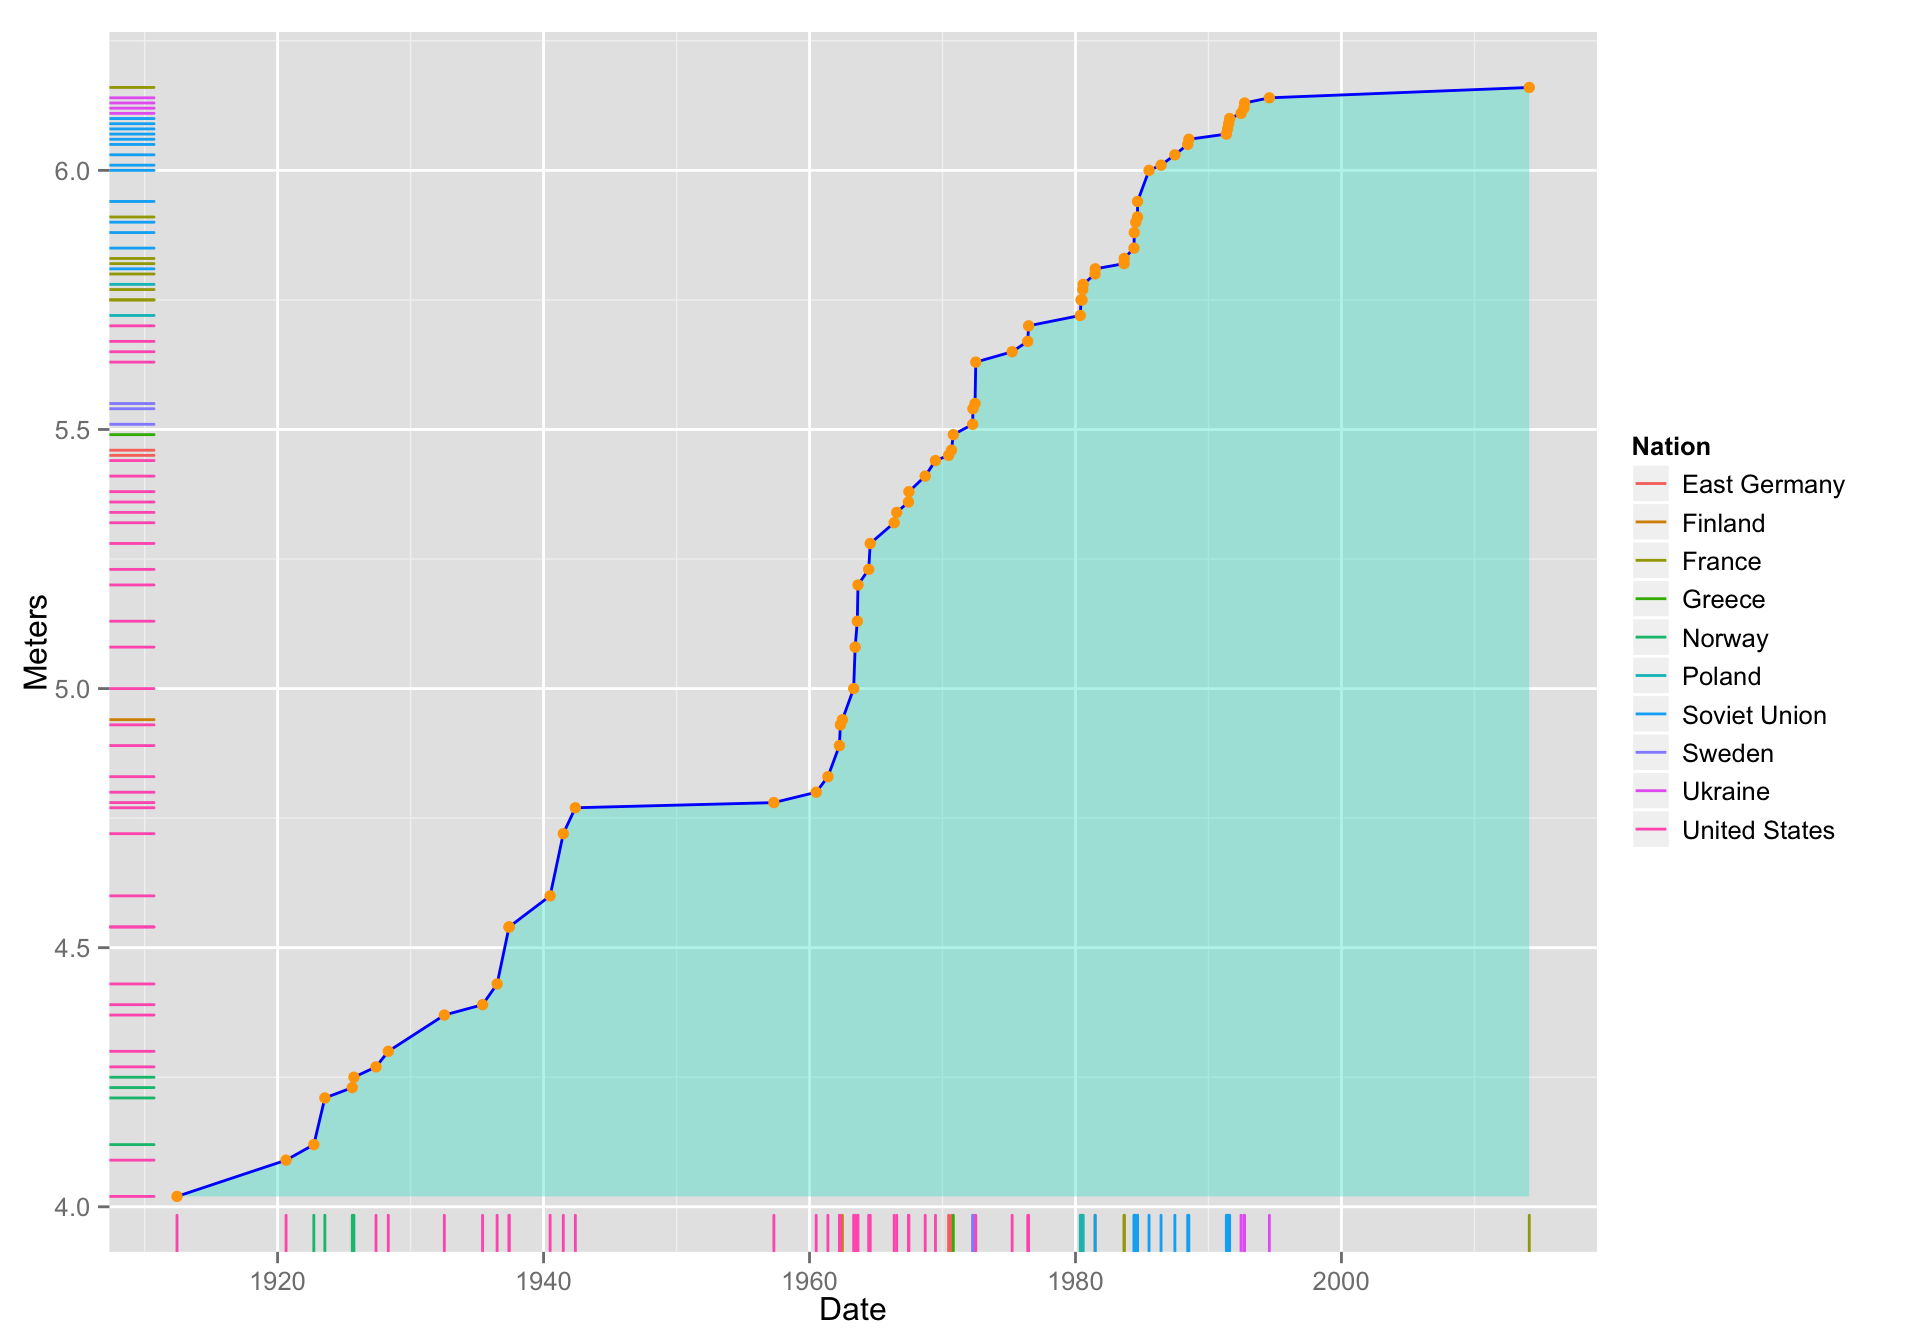 6.0
5.5
5.0
4.5
4.0
Meters
1920
1940
1960
1980
2000
Date
Nation
East Germany
Finland
France
Greece
Norway
Poland
Soviet Union
Sweden
Ukraine
United States